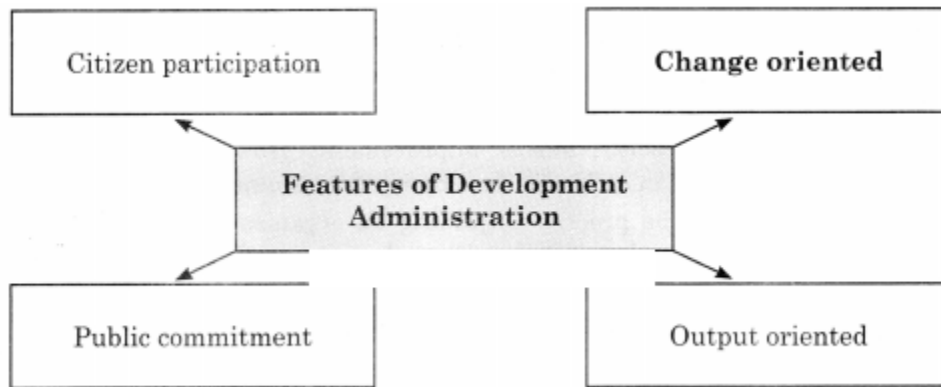 Citizen participation
Change oriented
Features of Development
Administration
Public commitment
Output oriented